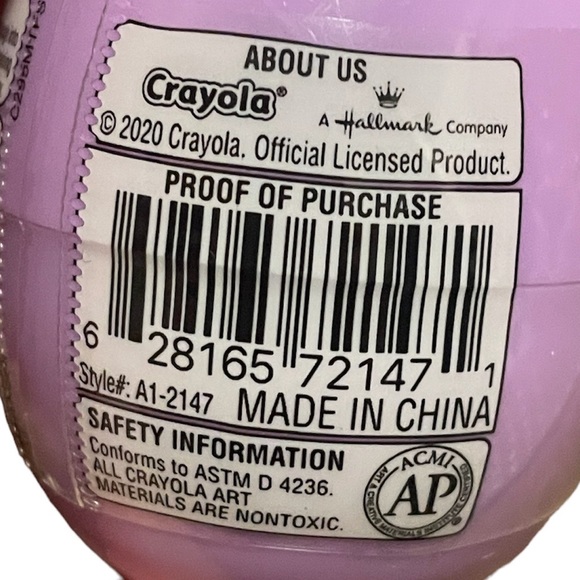 ABOUT US
Crayola®
A Hallmark Company
© 2020 Crayola. Official Licensed Product.
PROOF OF PURCHASE
6 28165 72147 1
Style#: A1-2147 MADE IN CHINA
SAFETY INFORMATION
Conforms to ASTM D 4236.
ALL CRAYOLA ART
MATERIALS ARE NONTOXIC.
ACMI
AP